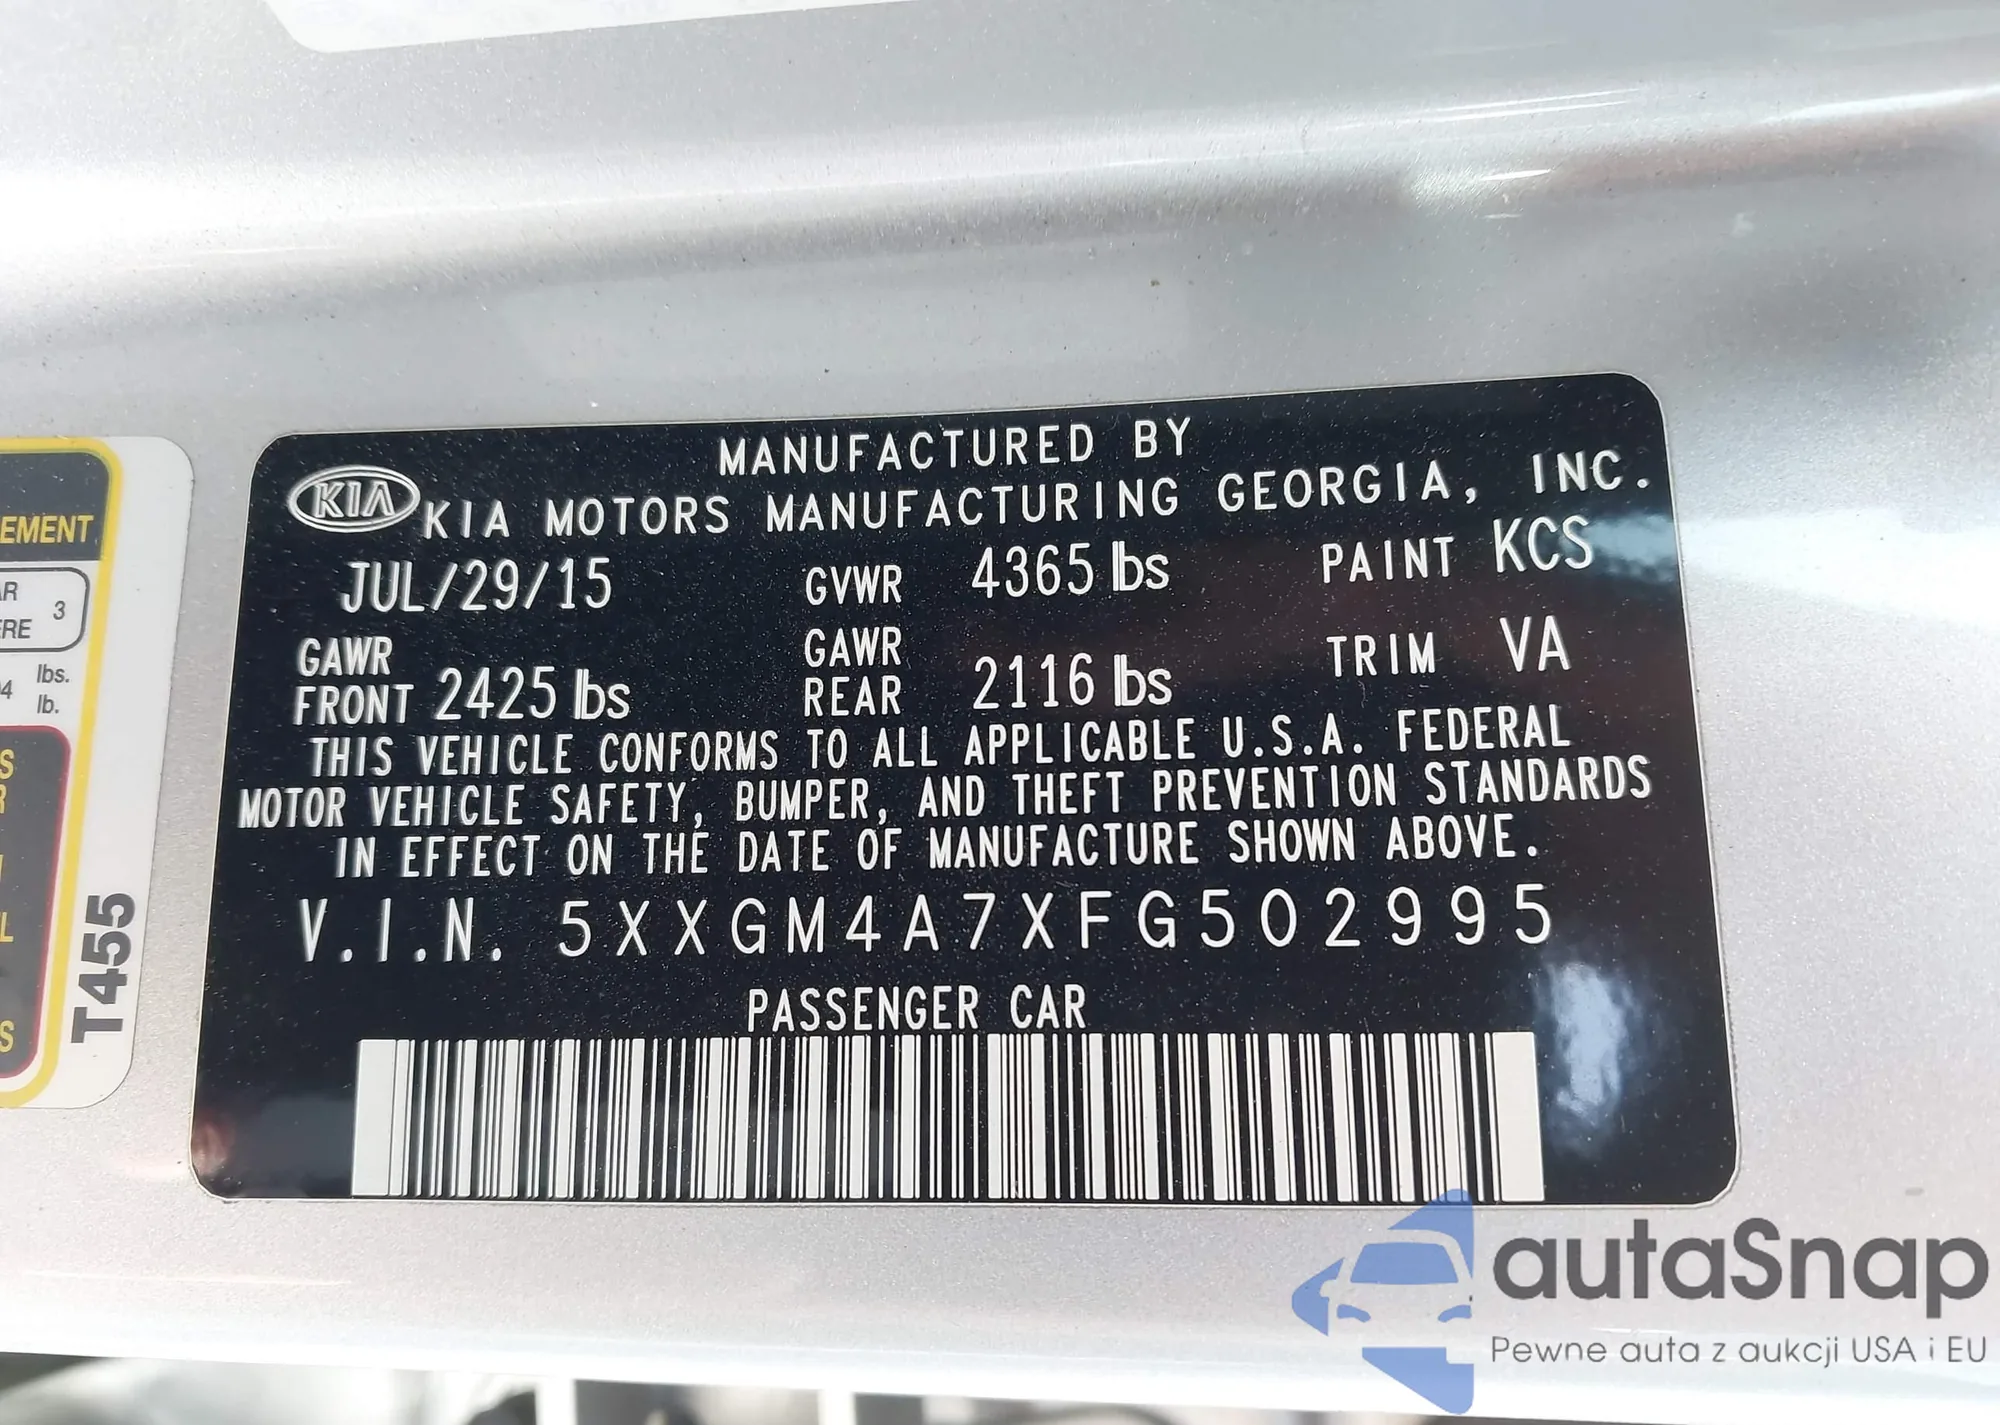 MANUFACTURED BY
KIA KIA MOTORS MANUFACTURING GEORGIA, INC.
JUL/29/15 GVWR 4365 lbs PAINT KCS
GAWR FRONT 2425 lbs GAWR REAR 2116 lbs TRIM VA
THIS VEHICLE CONFORMS TO ALL APPLICABLE U.S.A. FEDERAL
MOTOR VEHICLE SAFETY, BUMPER, AND THEFT PREVENTION STANDARDS
IN EFFECT ON THE DATE OF MANUFACTURE SHOWN ABOVE.
V.I.N. 5XXGM4A7XFG502995
PASSENGER CAR
EMENT
3
lbs.
lb.
T455
autaSnap
Pewne auta z aukcji USA i EU